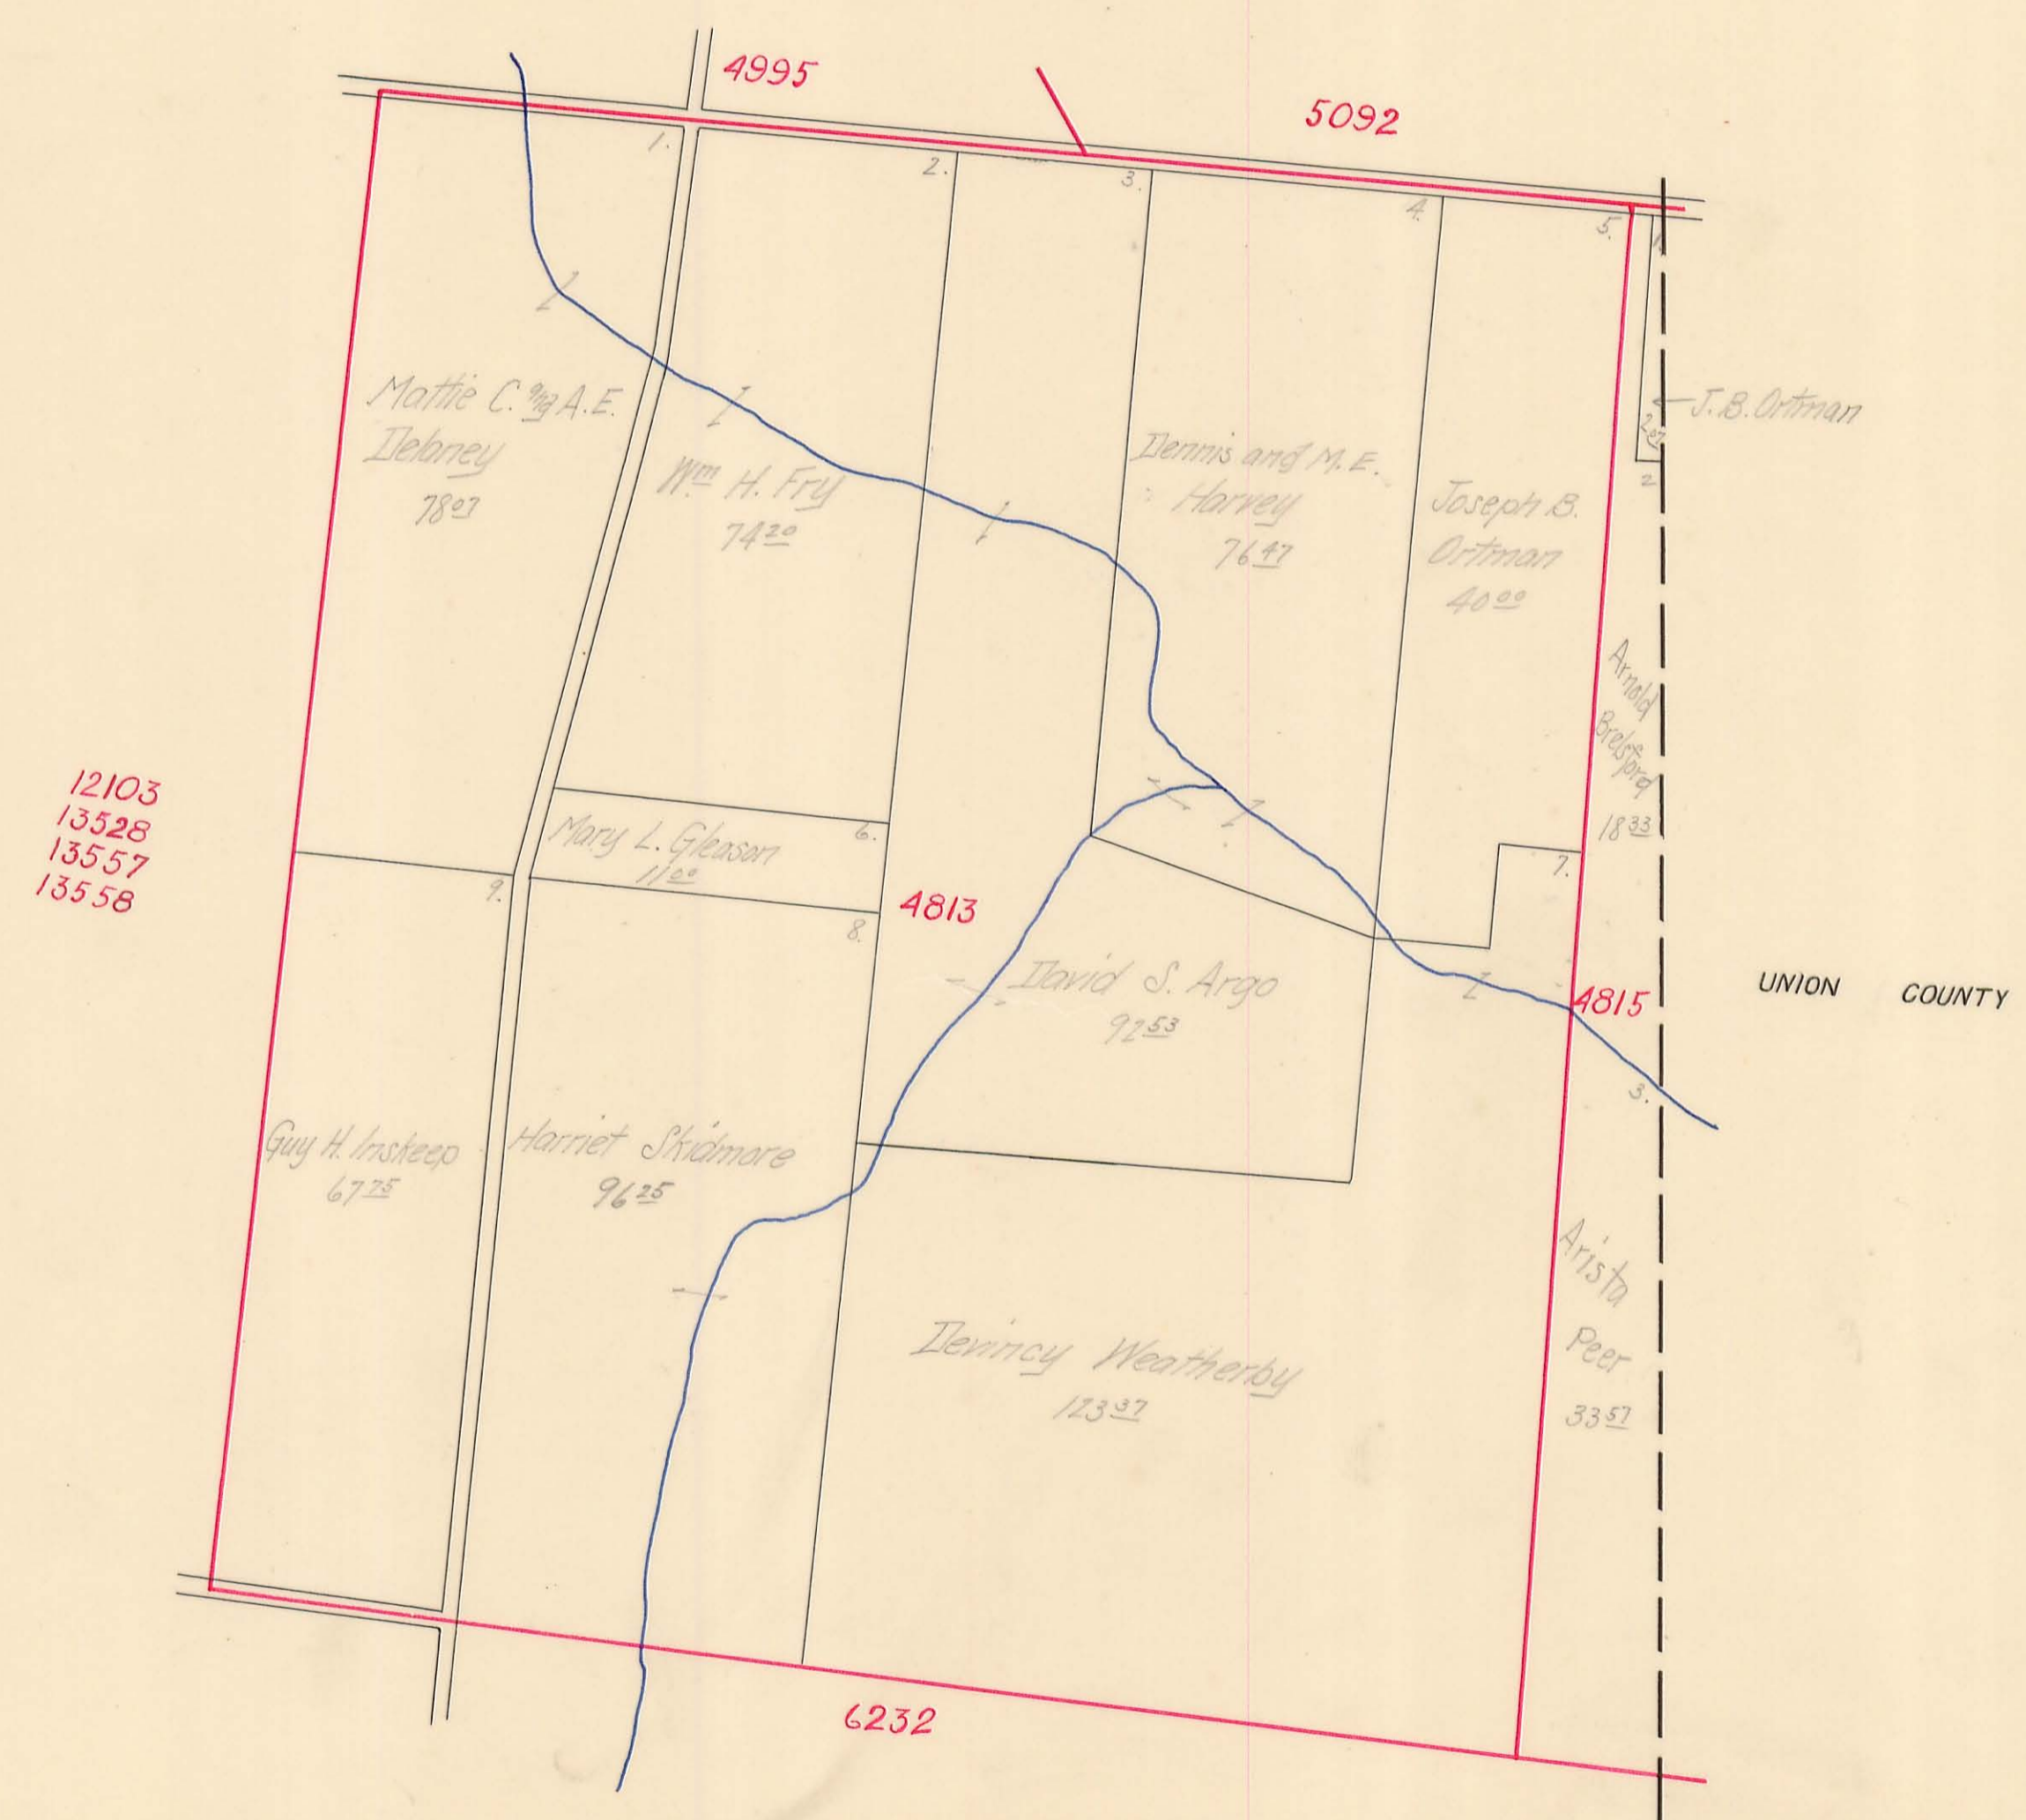 4995
5092
1.
2.
3.
4.
5.
1.
Mattie C. and A.E.
Delaney
78 07
Wm H. Fry
74 20
Dennis and M.E.
Harvey
76 47
Joseph B.
Ortman
40 00
J. B. Ortman
2
Arnold
Brelsford
18 33
12103
13528
13557
13558
Mary L. Gleason
11 00
6.
7.
8.
9.
4813
David S. Argo
92 53
4815
UNION COUNTY
3.
Guy H. Inskeep
67 75
Harriet Skidmore
96 25
Devincy Weatherby
123 37
Arista
Peer
33 57
6232